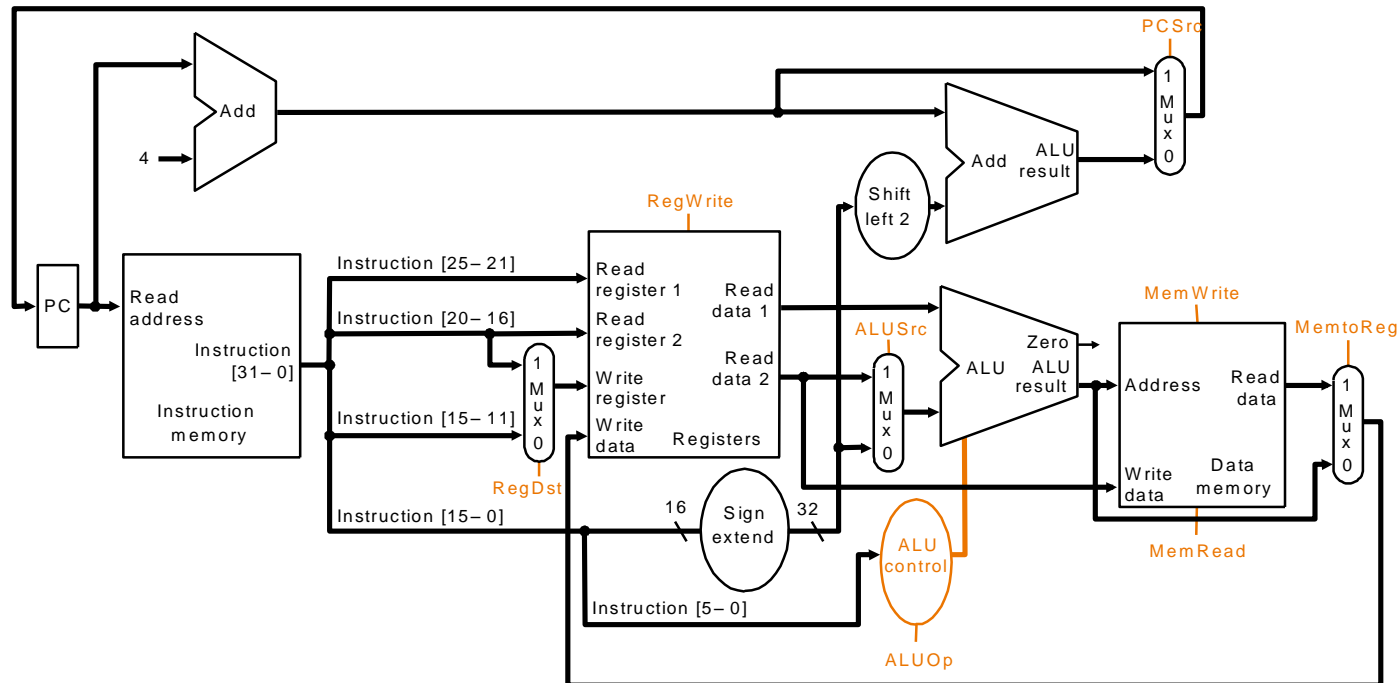 PCSrc
1
M
u
x
0
Add
4
Add
ALU
result
Shift
left 2
RegWrite
PC
Read
address
Instruction
[31–0]
Instruction
memory
Instruction [25–21]
Instruction [20–16]
Instruction [15–11]
Instruction [15–0]
1
M
u
x
0
RegDst
Read
register 1
Read
register 2
Write
register
Write
data
Read
data 1
Read
data 2
Registers
ALUSrc
1
M
u
x
0
Zero
ALU
ALU
result
MemWrite
Address
Read
data
Write
data
Data
memory
MemRead
MemtoReg
1
M
u
x
0
16
Sign
extend
32
ALU
control
Instruction [5–0]
ALUOp